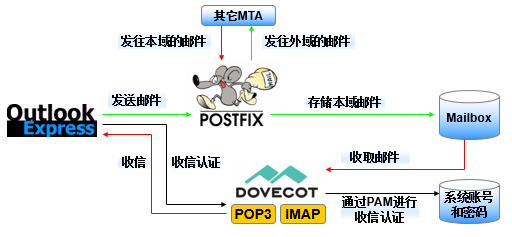 其它MTA
发往本域的邮件
发往外域的邮件
发送邮件
MAIL
POSTFIX
存储本域邮件
Outlook
Express
Mailbox
收信
收信认证
收取邮件
DOVECOT
POP3
IMAP
通过PAM进行
收信认证
系统账号
和密码